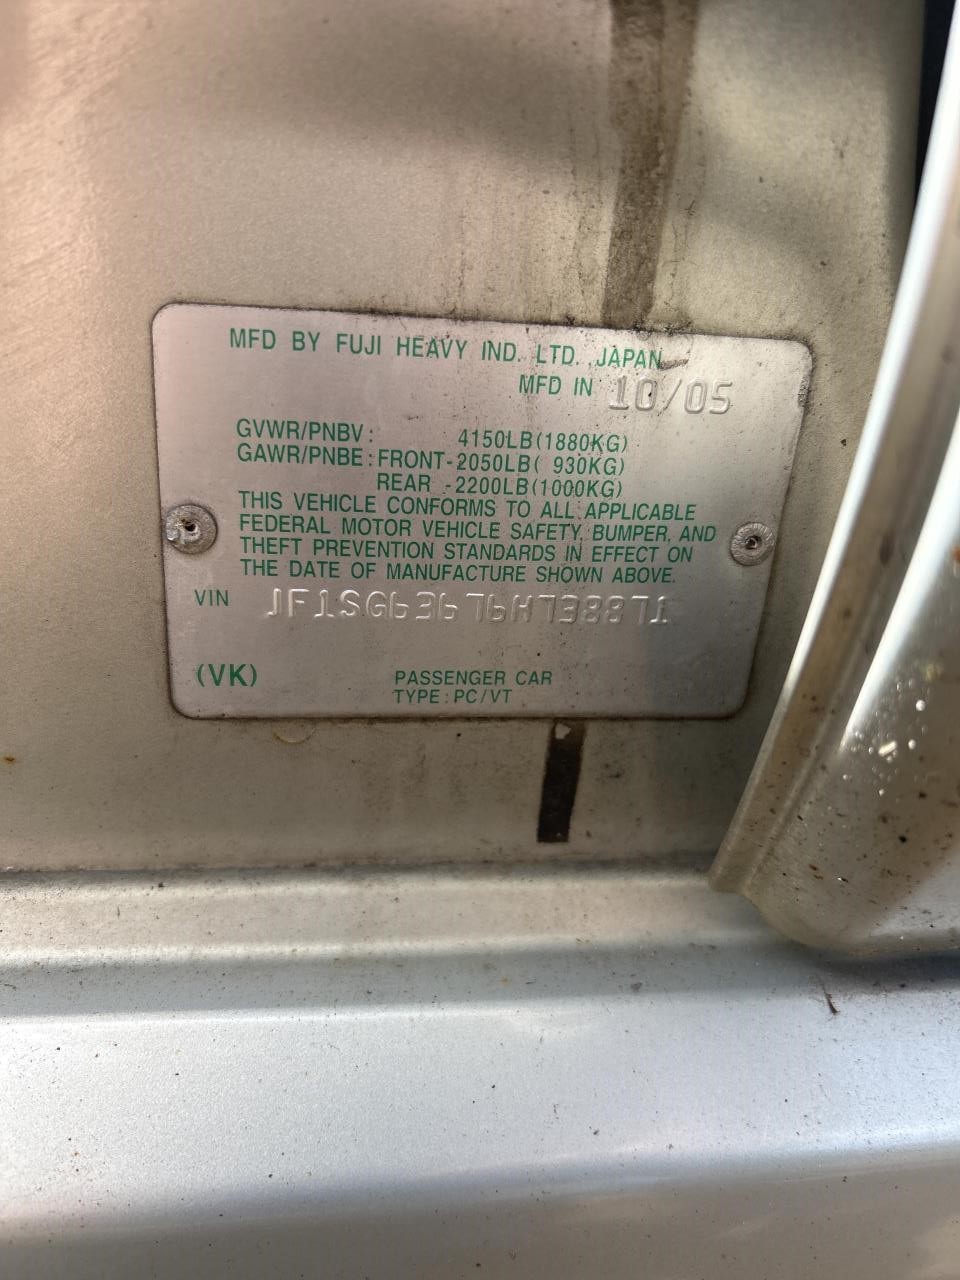 MFD BY FUJI HEAVY IND. LTD. JAPAN
MFD IN 10/05
GVWR/PNBV: 4150LB(1880KG)
GAWR/PNBE: FRONT-2050LB( 930KG)
REAR -2200LB(1000KG)
THIS VEHICLE CONFORMS TO ALL APPLICABLE
FEDERAL MOTOR VEHICLE SAFETY, BUMPER, AND
THEFT PREVENTION STANDARDS IN EFFECT ON
THE DATE OF MANUFACTURE SHOWN ABOVE.
VIN JF1SG63676H738871
(VK) PASSENGER CAR
TYPE: PC/VT